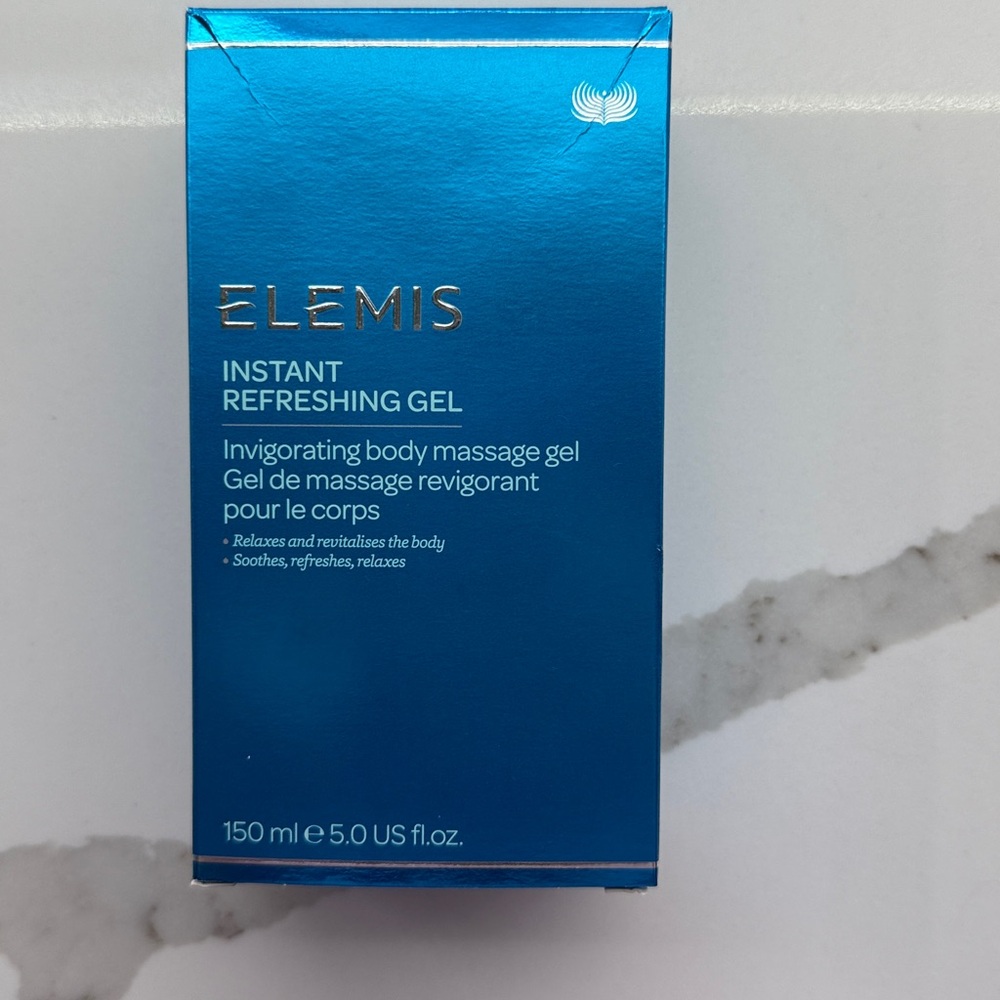 ELEMIS
INSTANT
REFRESHING GEL
Invigorating body massage gel
Gel de massage revigorant
pour le corps
• Relaxes and revitalises the body
• Soothes, refreshes, relaxes
150 ml ℮ 5.0 US fl.oz.